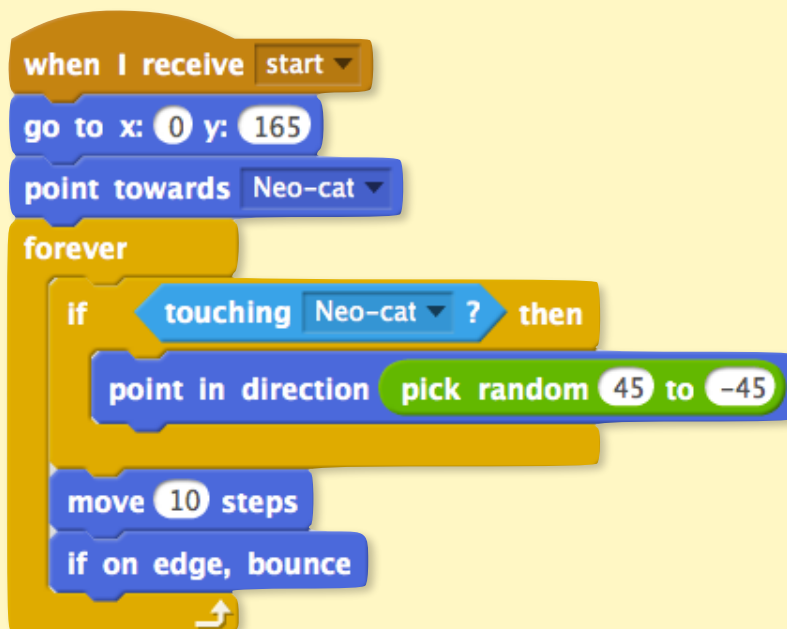 when I receive start
go to x: 0 y: 165
point towards Neo-cat
forever
if touching Neo-cat ? then
point in direction pick random 45 to -45
move 10 steps
if on edge, bounce